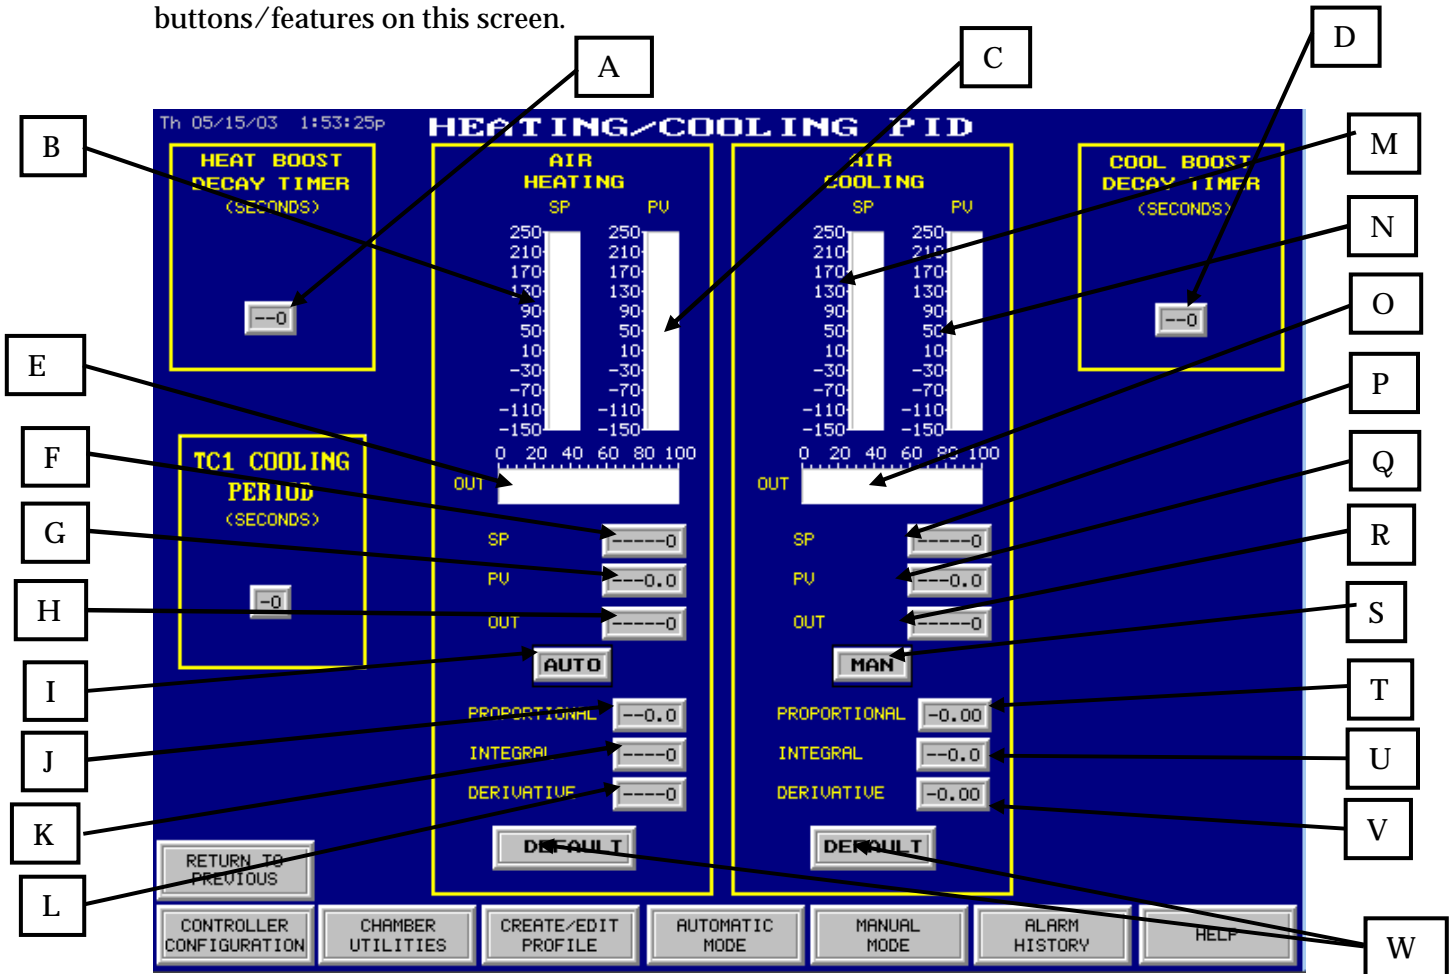 buttons/features on this screen.
A
C
D
B
M
N
O
E
P
F
Q
G
R
H
S
I
T
J
U
K
V
L
W
Th 05/15/03 1:53:25p
HEATING/COOLING PID
HEAT BOOST
DECAY TIMER
(SECONDS)
--0
TC1 COOLING
PERIOD
(SECONDS)
-0
AIR
HEATING
SP PV
250 250
210 210
170 170
130 130
90 90
50 50
10 10
-30 -30
-70 -70
-110 -110
-150 -150
0 20 40 60 80 100
OUT
SP -----0
PV ---0.0
OUT -----0
AUTO
PROPORTIONAL --0.0
INTEGRAL ----0
DERIVATIVE ----0
DEFAULT
AIR
COOLING
SP PV
250 250
210 210
170 170
130 130
90 90
50 50
10 10
-30 -30
-70 -70
-110 -110
-150 -150
0 20 40 60 80 100
OUT
SP -----0
PV ---0.0
OUT -----0
MAN
PROPORTIONAL -0.00
INTEGRAL --0.0
DERIVATIVE -0.00
DEFAULT
COOL BOOST
DECAY TIMER
(SECONDS)
--0
RETURN TO
PREVIOUS
CONTROLLER
CONFIGURATION
CHAMBER
UTILITIES
CREATE/EDIT
PROFILE
AUTOMATIC
MODE
MANUAL
MODE
ALARM
HISTORY
HELP